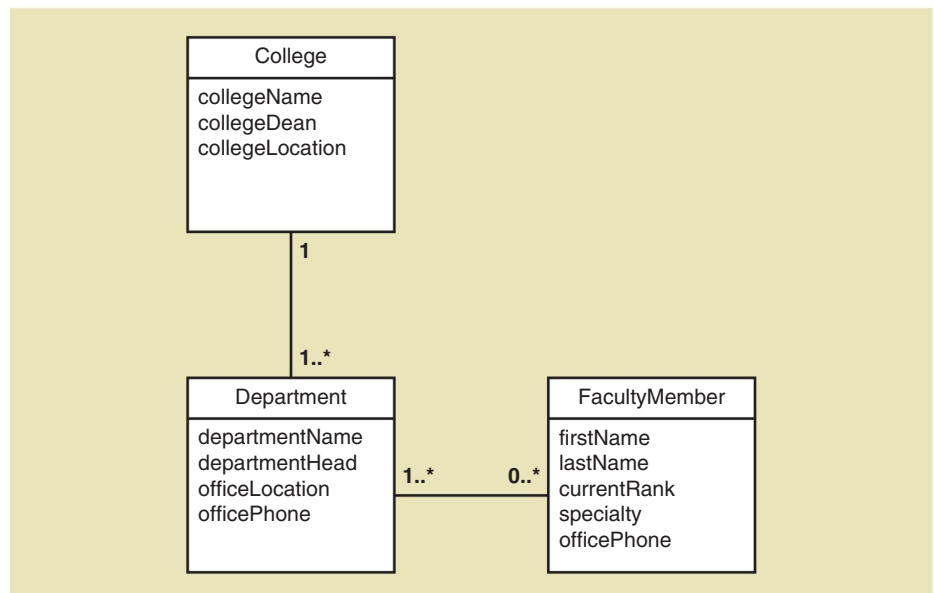 College
collegeName
collegeDean
collegeLocation
1
1..*
Department
departmentName
departmentHead
officeLocation
officePhone
1..*
0..*
FacultyMember
firstName
lastName
currentRank
specialty
officePhone